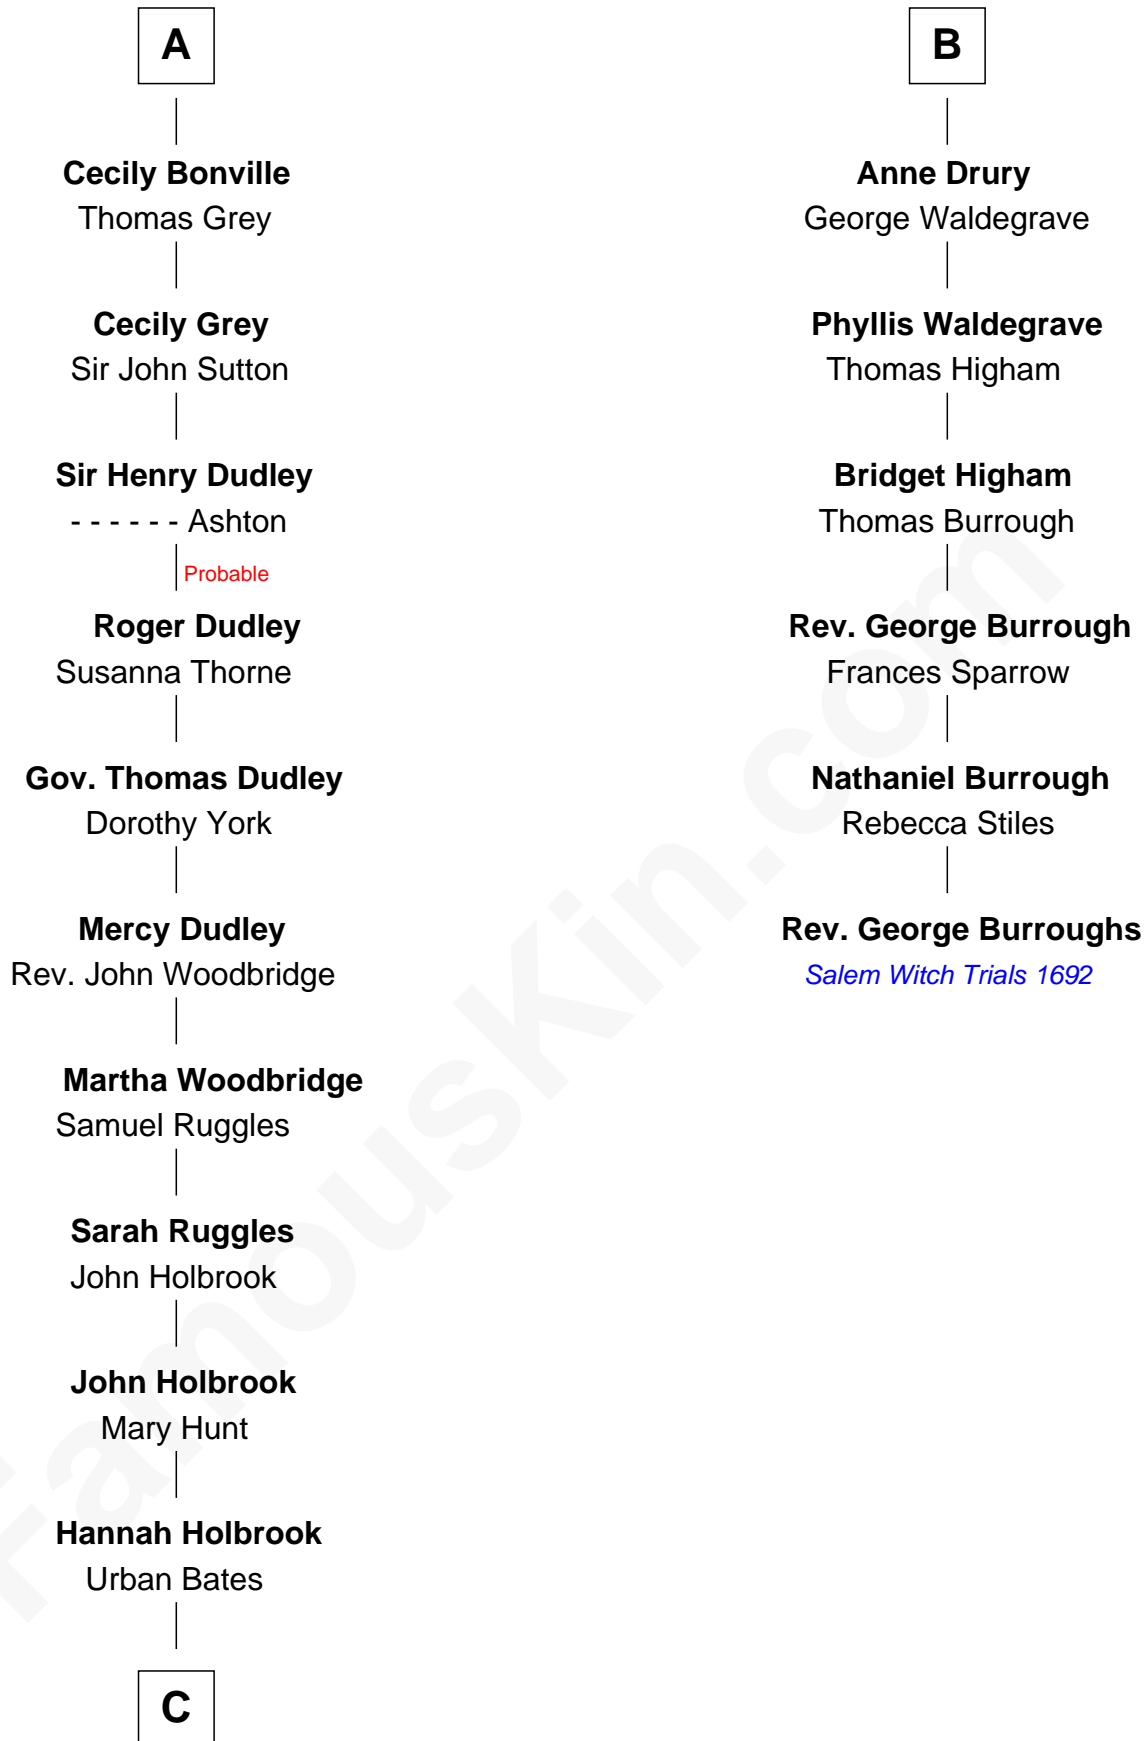 A
Cecily Bonville
Thomas Grey
Cecily Grey
Sir John Sutton
Sir Henry Dudley
- - - - - - Ashton
Probable
Roger Dudley
Susanna Thorne
Gov. Thomas Dudley
Dorothy York
Mercy Dudley
Rev. John Woodbridge
Martha Woodbridge
Samuel Ruggles
Sarah Ruggles
John Holbrook
John Holbrook
Mary Hunt
Hannah Holbrook
Urban Bates
C
B
Anne Drury
George Waldegrave
Phyllis Waldegrave
Thomas Higham
Bridget Higham
Thomas Burrough
Rev. George Burrough
Frances Sparrow
Nathaniel Burrough
Rebecca Stiles
Rev. George Burroughs
Salem Witch Trials 1692
FamousKin.com